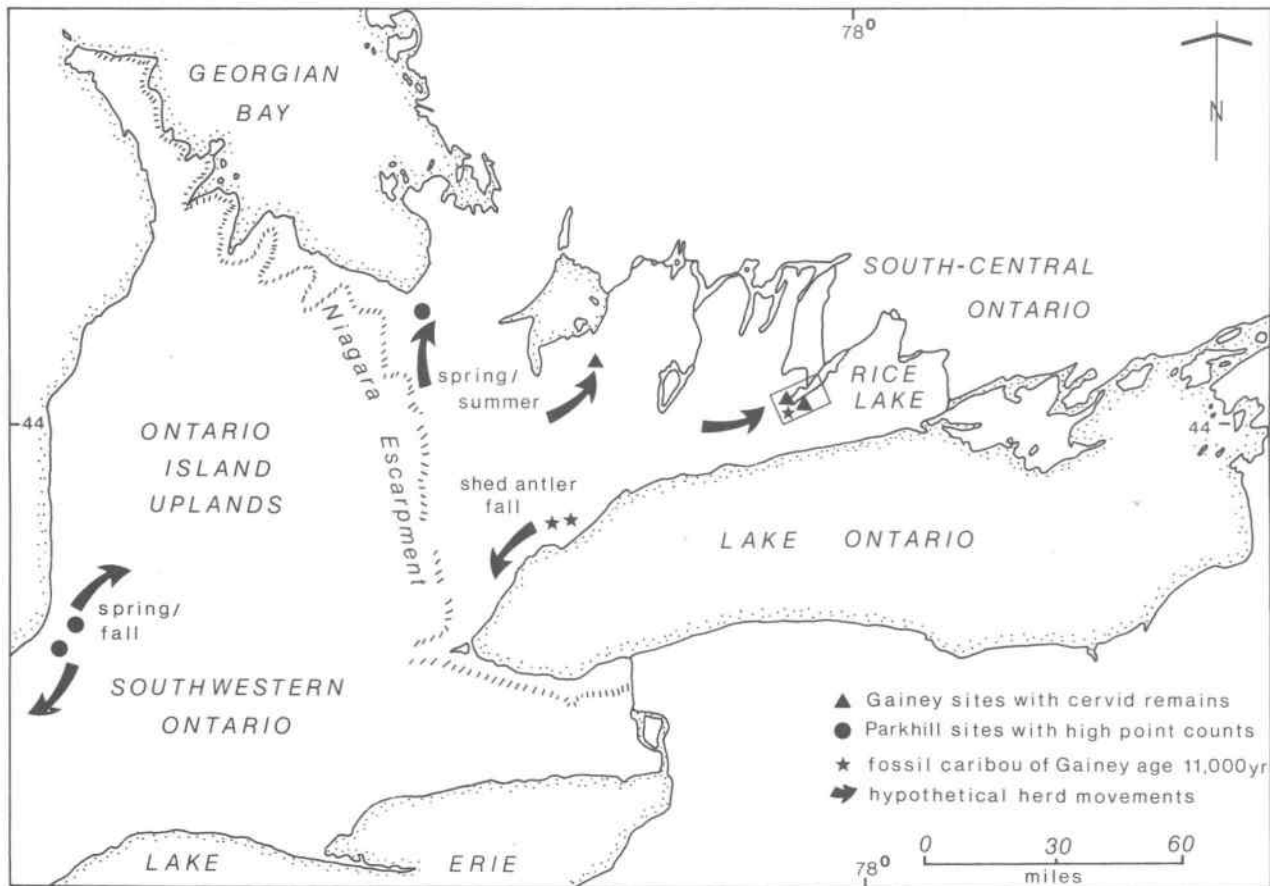 78⁰
GEORGIAN
BAY
N
SOUTH-CENTRAL
ONTARIO
Niagara
Escarpment
spring/
summer
RICE
LAKE
44
44
ONTARIO
ISLAND
UPLANDS
shed antler
fall
LAKE ONTARIO
spring/
fall
SOUTHWESTERN
ONTARIO
Gainey sites with cervid remains
Parkhill sites with high point counts
fossil caribou of Gainey age 11,000yr
hypothetical herd movements
LAKE ERIE
78⁰
0 30 60
miles